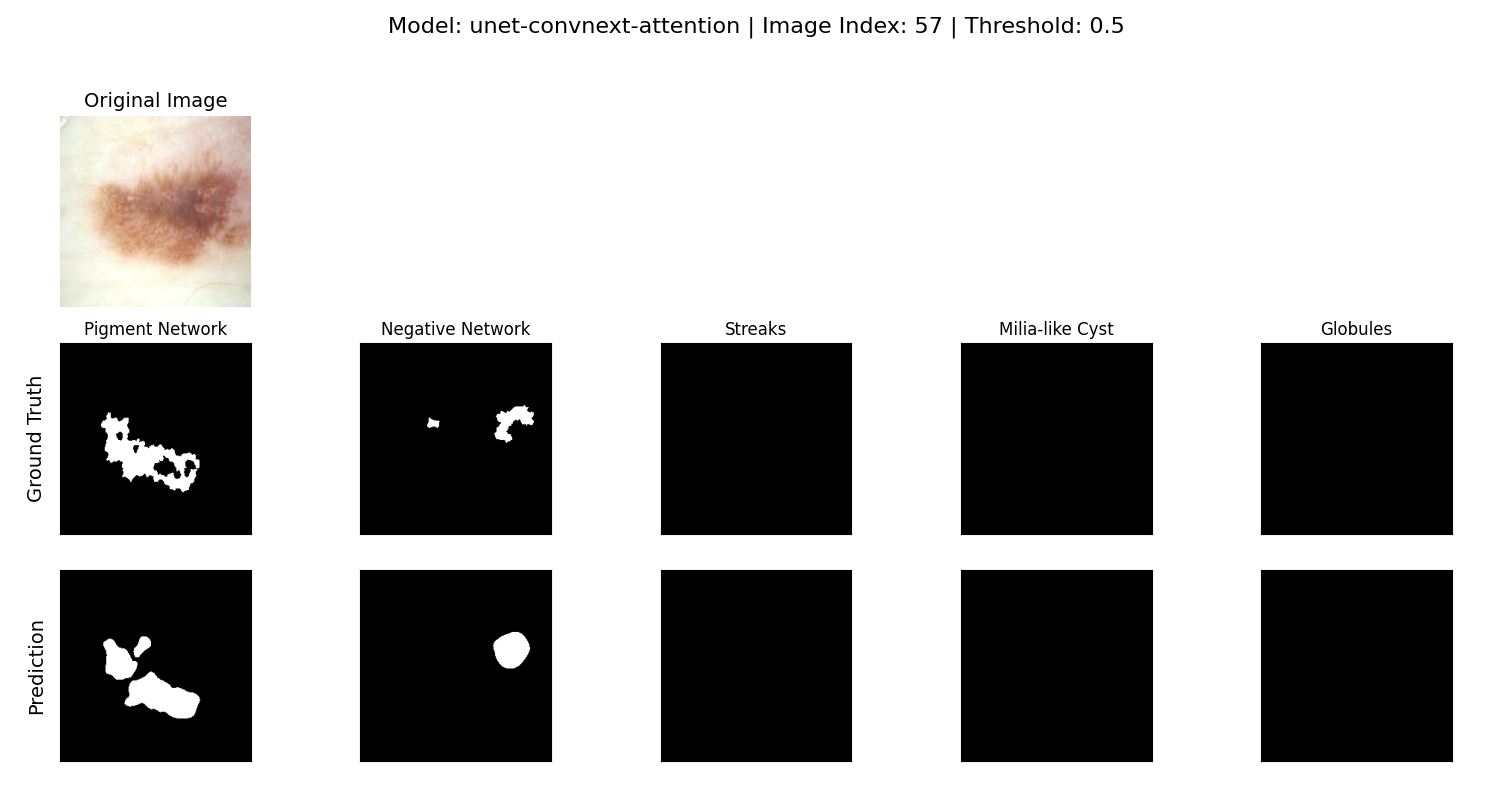 Model: unet-convnext-attention | Image Index: 57 | Threshold: 0.5
Original Image
Pigment Network
Negative Network
Streaks
Milia-like Cyst
Globules
Ground Truth
Prediction